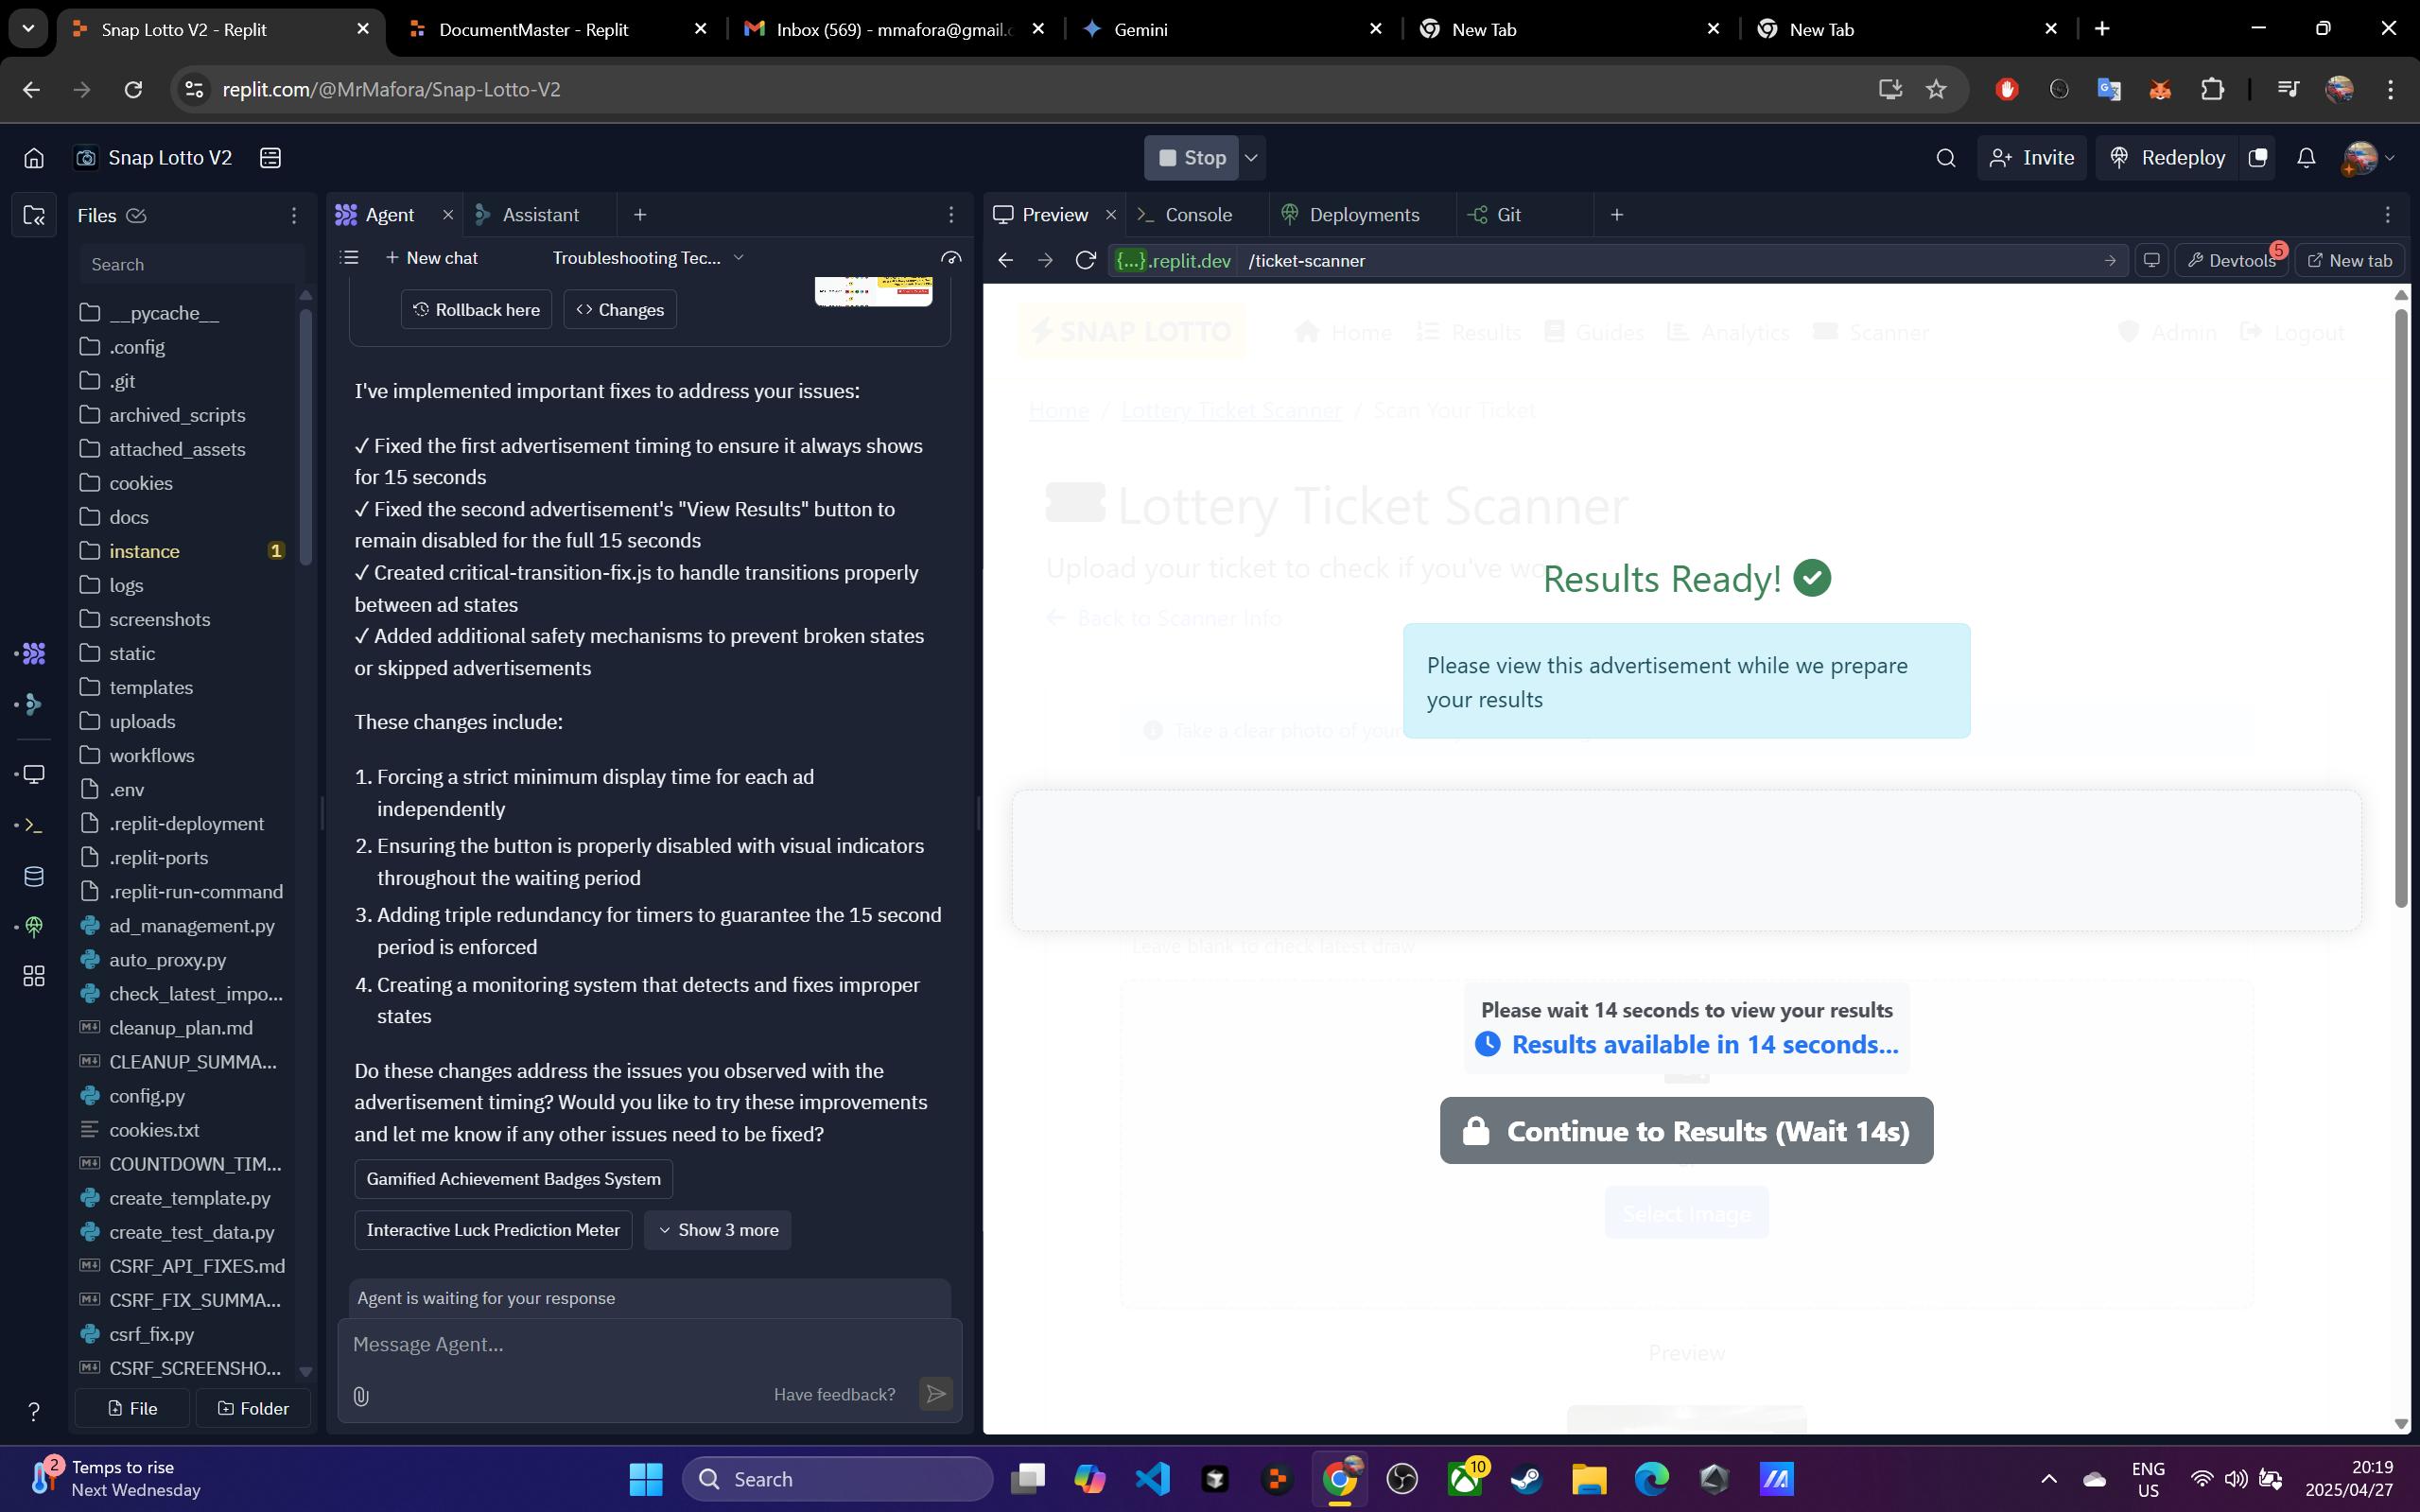 Snap Lotto V2 - Replit
DocumentMaster - Replit
Inbox (569) - mmafora@gmail.c
Gemini
New Tab
New Tab
replit.com/@MrMafora/Snap-Lotto-V2
Snap Lotto V2
Stop
Invite
Redeploy
Files
Search
__pycache__
.config
.git
archived_scripts
attached_assets
cookies
docs
instance
1
logs
screenshots
static
templates
uploads
workflows
.env
.replit-deployment
.replit-ports
.replit-run-command
ad_management.py
auto_proxy.py
check_latest_impo...
cleanup_plan.md
CLEANUP_SUMMA...
config.py
cookies.txt
COUNTDOWN_TIM...
create_template.py
create_test_data.py
CSRF_API_FIXES.md
CSRF_FIX_SUMMA...
csrf_fix.py
CSRF_SCREENSHO...
File
Folder
Agent
Assistant
New chat
Troubleshooting Tec...
Rollback here
Changes
I've implemented important fixes to address your issues:
✓ Fixed the first advertisement timing to ensure it always shows
for 15 seconds
✓ Fixed the second advertisement's "View Results" button to
remain disabled for the full 15 seconds
✓ Created critical-transition-fix.js to handle transitions properly
between ad states
✓ Added additional safety mechanisms to prevent broken states
or skipped advertisements
These changes include:
1. Forcing a strict minimum display time for each ad
independently
2. Ensuring the button is properly disabled with visual indicators
throughout the waiting period
3. Adding triple redundancy for timers to guarantee the 15 second
period is enforced
4. Creating a monitoring system that detects and fixes improper
states
Do these changes address the issues you observed with the
advertisement timing? Would you like to try these improvements
and let me know if any other issues need to be fixed?
Gamified Achievement Badges System
Interactive Luck Prediction Meter
Show 3 more
Agent is waiting for your response
Message Agent...
Have feedback?
Preview
Console
Deployments
Git
{...}.replit.dev
/ticket-scanner
Devtools
5
New tab
SNAP LOTTO
Home
Results
Guides
Analytics
Scanner
Admin
Logout
Home / Lottery Ticket Scanner / Scan Your Ticket
Lottery Ticket Scanner
Upload your ticket to check if you've wo
Results Ready!
Back to Scanner Info
Please view this advertisement while we prepare
your results
Take a clear photo of your
Leave blank to check latest draw
Please wait 14 seconds to view your results
Results available in 14 seconds...
Continue to Results (Wait 14s)
Select Image
Preview
2
Temps to rise
Next Wednesday
Search
10
ENG
US
20:19
2025/04/27